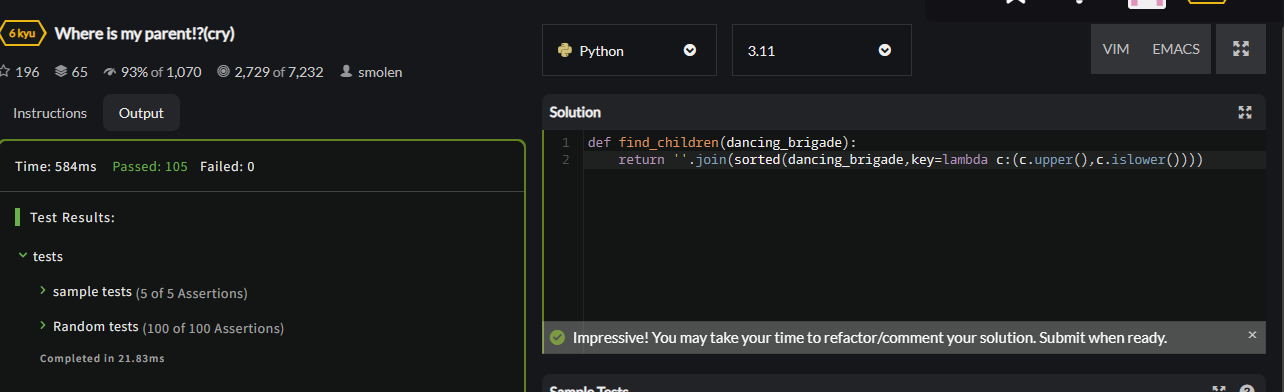 6 kyu Where is my parent!?(cry)
196 65 93% of 1,070 2,729 of 7,232 smolen
Instructions Output
Time: 584ms Passed: 105 Failed: 0
Test Results:
tests
sample tests (5 of 5 Assertions)
Random tests (100 of 100 Assertions)
Completed in 21.83ms
Python 3.11 VIM EMACS
Solution
1 def find_children(dancing_brigade):
2 return ''.join(sorted(dancing_brigade,key=lambda c:(c.upper(),c.islower())))
Impressive! You may take your time to refactor/comment your solution. Submit when ready. ×
Sample Tests